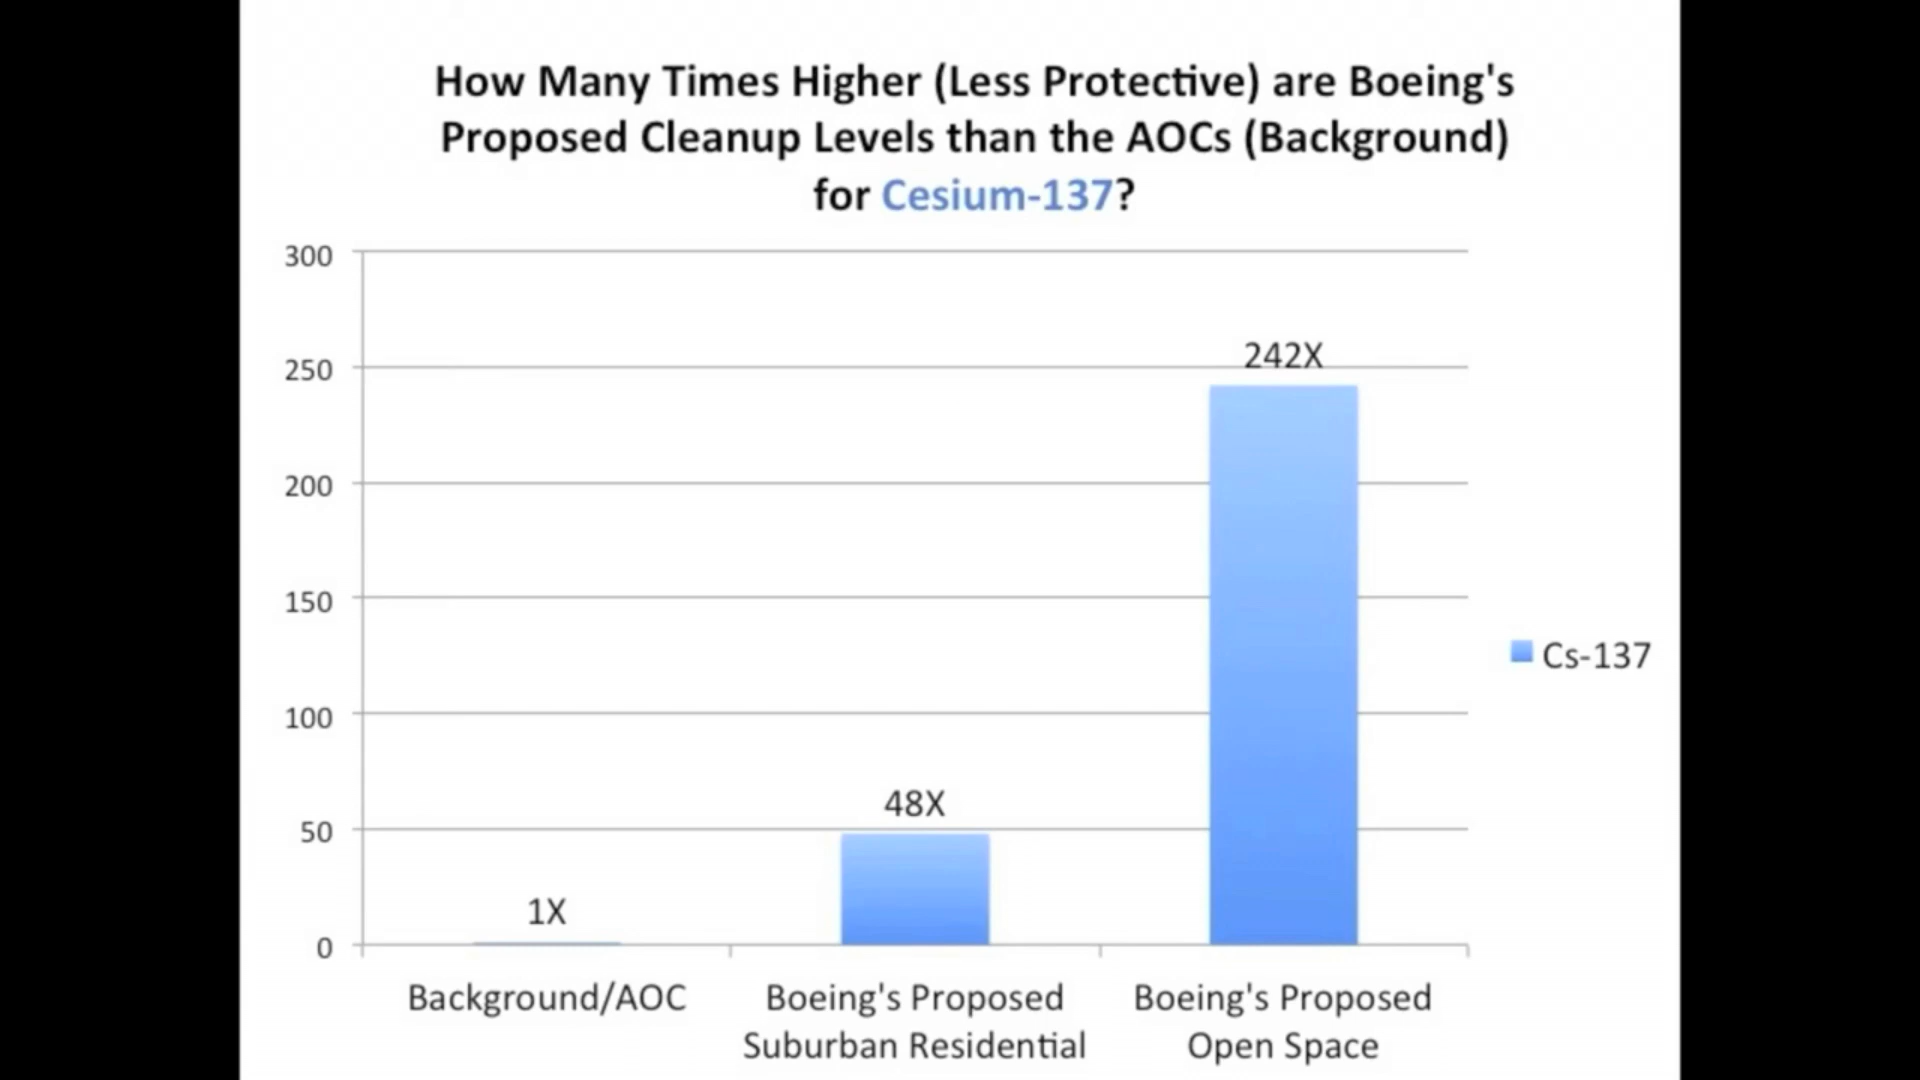 How Many Times Higher (Less Protective) are Boeing's
Proposed Cleanup Levels than the AOCs (Background)
for Cesium-137?
300
250
200
150
100
50
0
242X
48X
1X
Cs-137
Background/AOC
Boeing's Proposed
Suburban Residential
Boeing's Proposed
Open Space